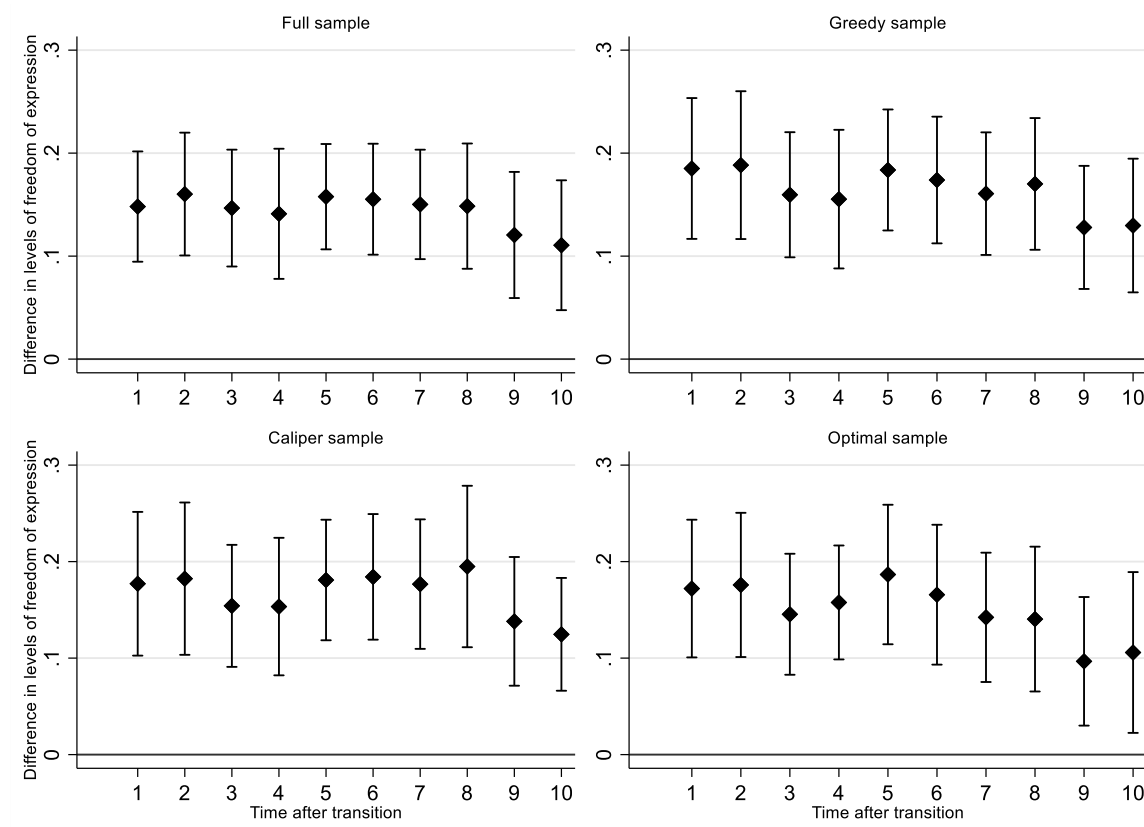 Full sample
Difference in levels of freedom of expression
.3
.2
.1
0
1 2 3 4 5 6 7 8 9 10
Greedy sample
.3
.2
.1
0
1 2 3 4 5 6 7 8 9 10
Caliper sample
Difference in levels of freedom of expression
.3
.2
.1
0
1 2 3 4 5 6 7 8 9 10
Time after transition
Optimal sample
.3
.2
.1
0
1 2 3 4 5 6 7 8 9 10
Time after transition